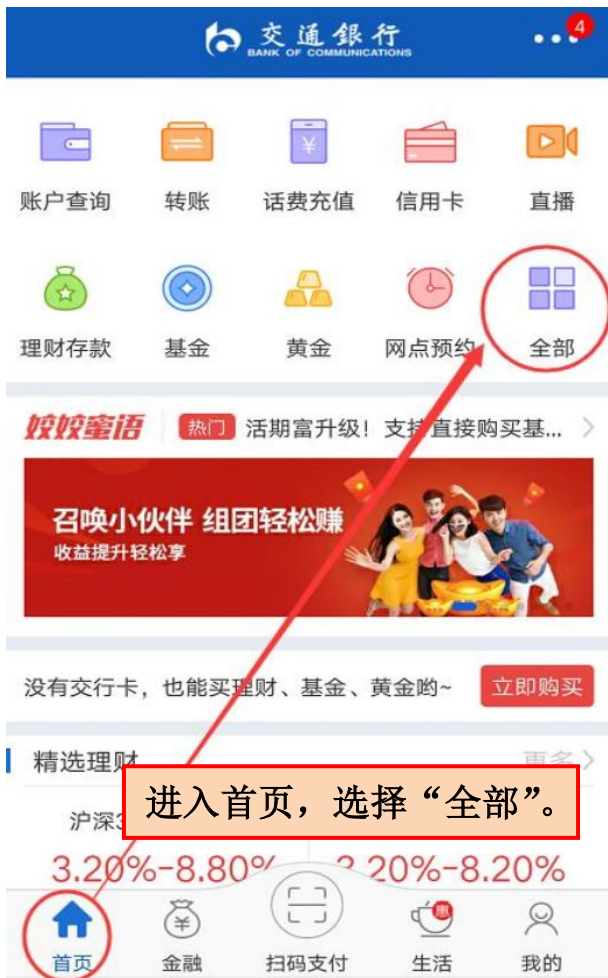 交通銀行
BANK OF COMMUNICATIONS
4
账户查询 转账 话费充值 信用卡 直播
理财存款 基金 黄金 网点预约 全部
姣姣蜜语 热门 活期富升级！支持直接购买基...
召唤小伙伴 组团轻松赚
收益提升轻松享
没有交行卡，也能买理财、基金、黄金哟~ 立即购买
精选理财 更多
进入首页，选择“全部”。
沪深3
3.20%-8.80% 3.20%-8.20%
惠
首页 金融 扫码支付 生活 我的